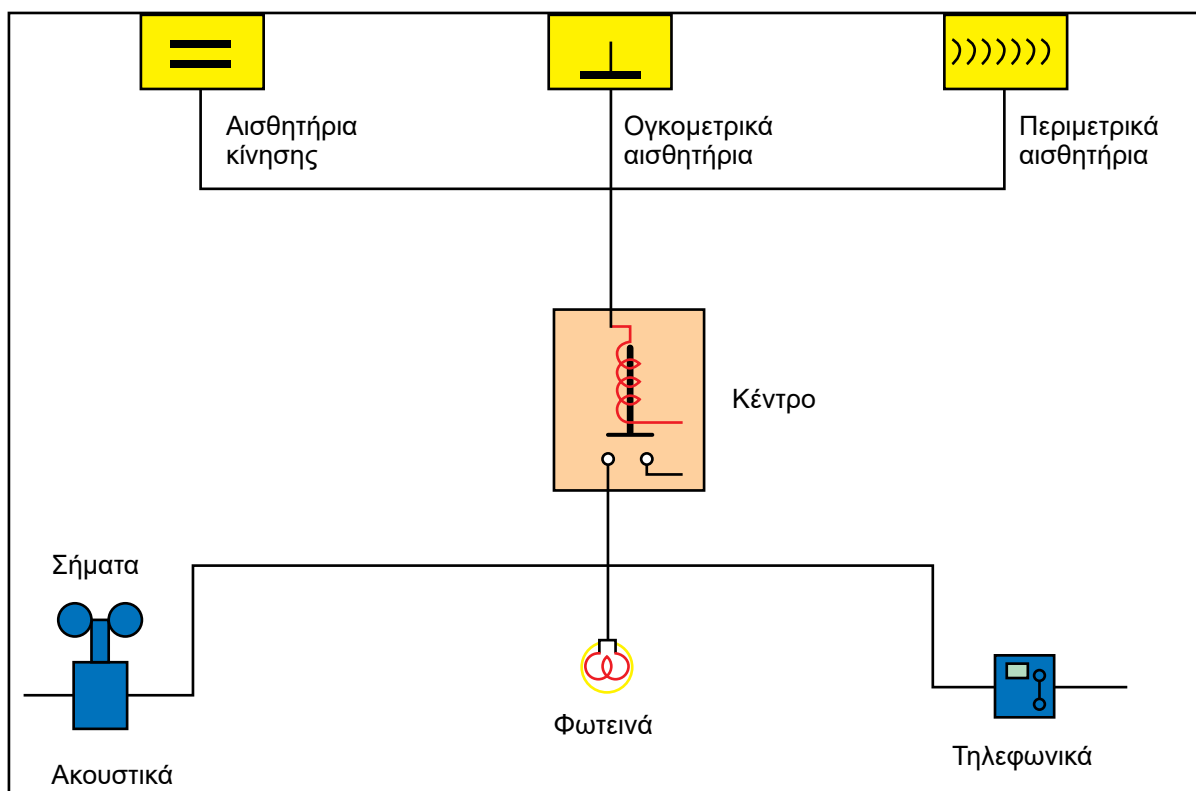 Αισθητήρια
κίνησης
Ογκομετρικά
αισθητήρια
Περιμετρικά
αισθητήρια
Κέντρο
Σήματα
Φωτεινά
Τηλεφωνικά
Ακουστικά